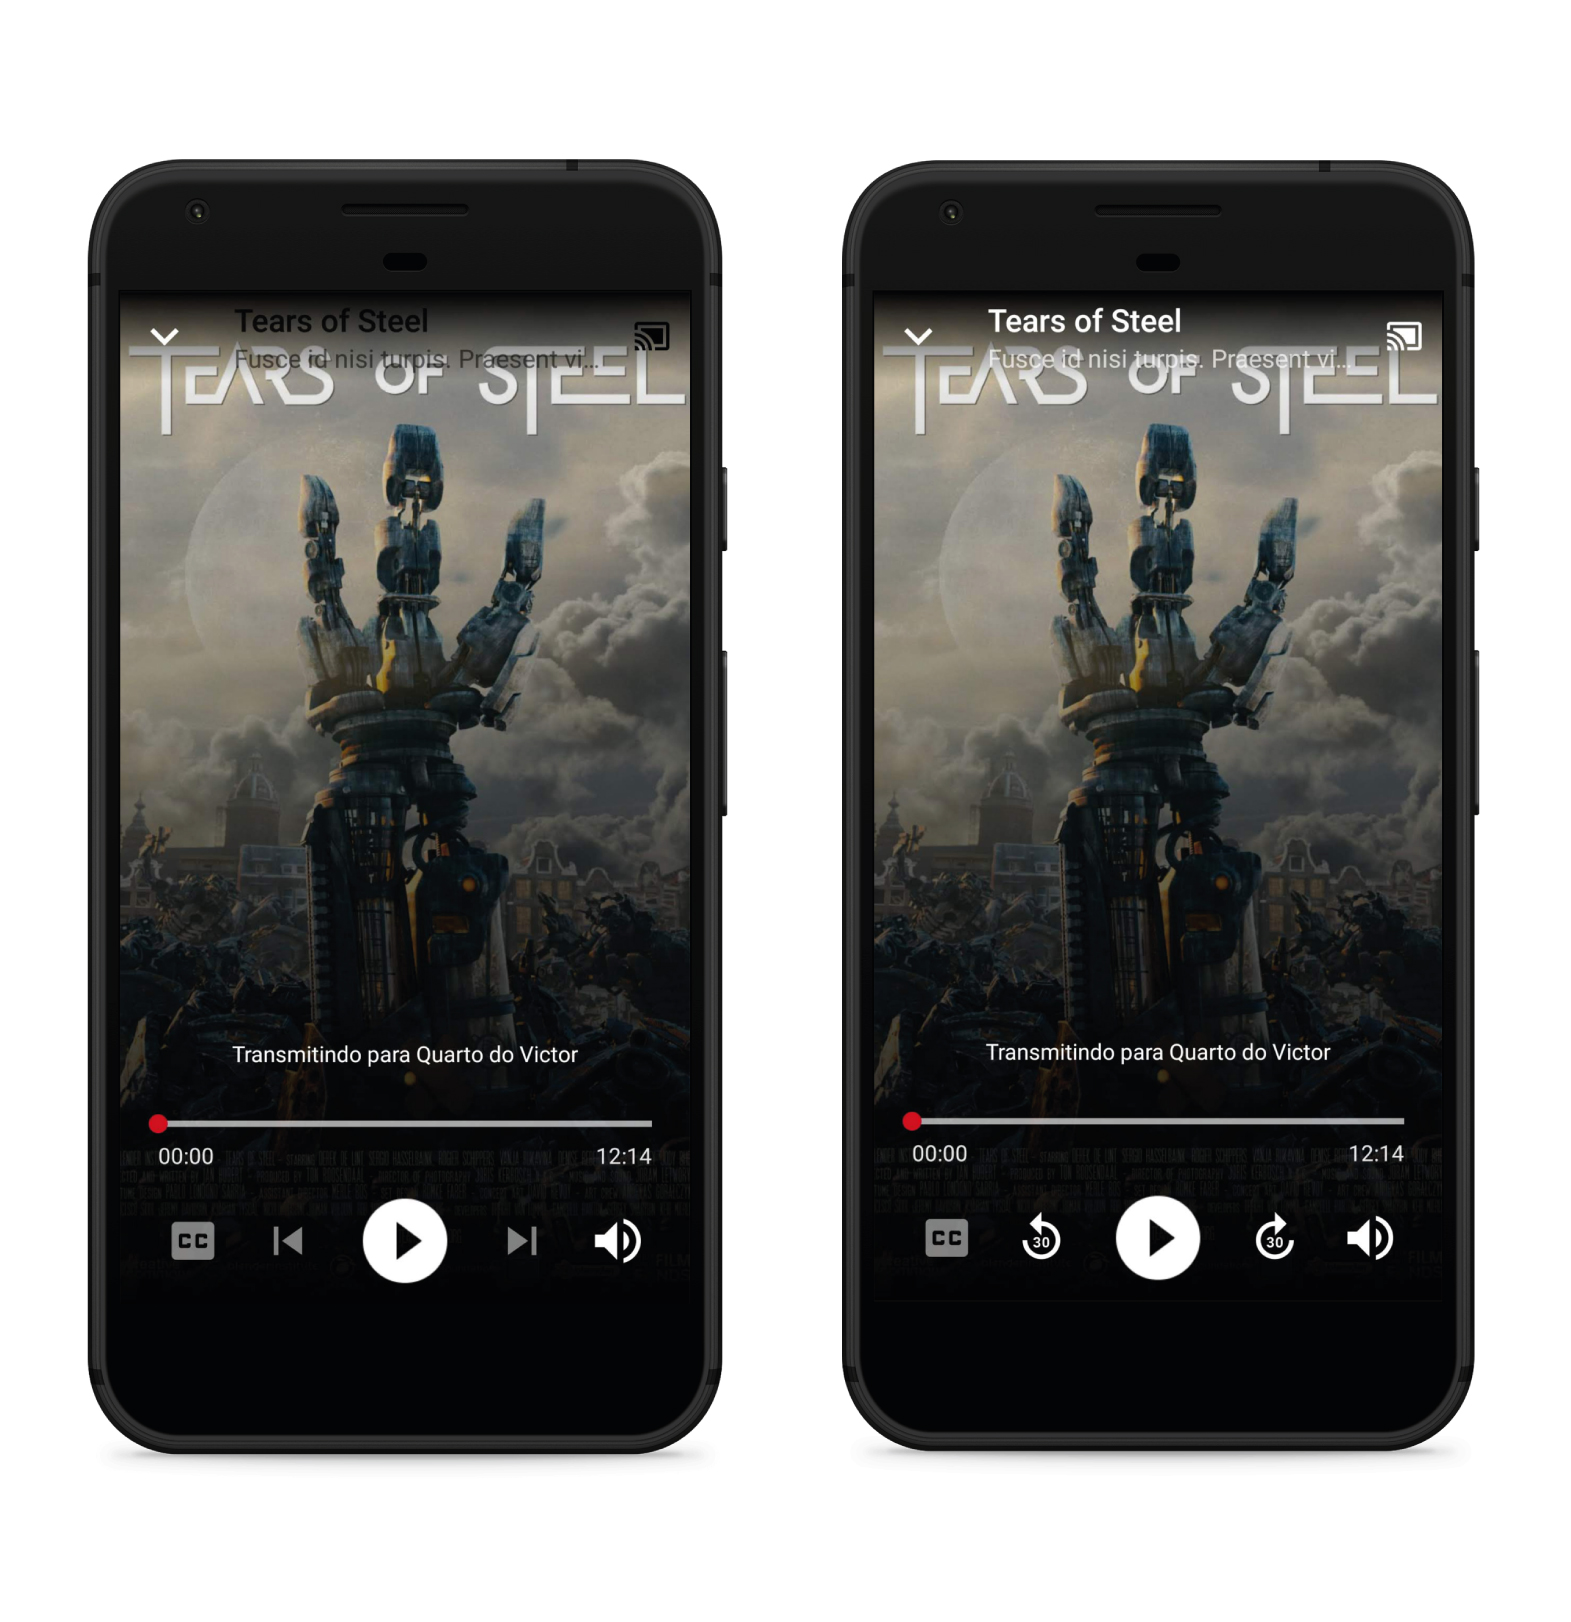 Tears of Steel
Fusce id nisi turpis. Praesent vi...
TEARS OF STEEL
Transmitindo para Quarto do Victor
00:00
12:14
CC
Tears of Steel
Fusce id nisi turpis. Praesent vi...
TEARS OF STEEL
Transmitindo para Quarto do Victor
00:00
12:14
CC
30
30